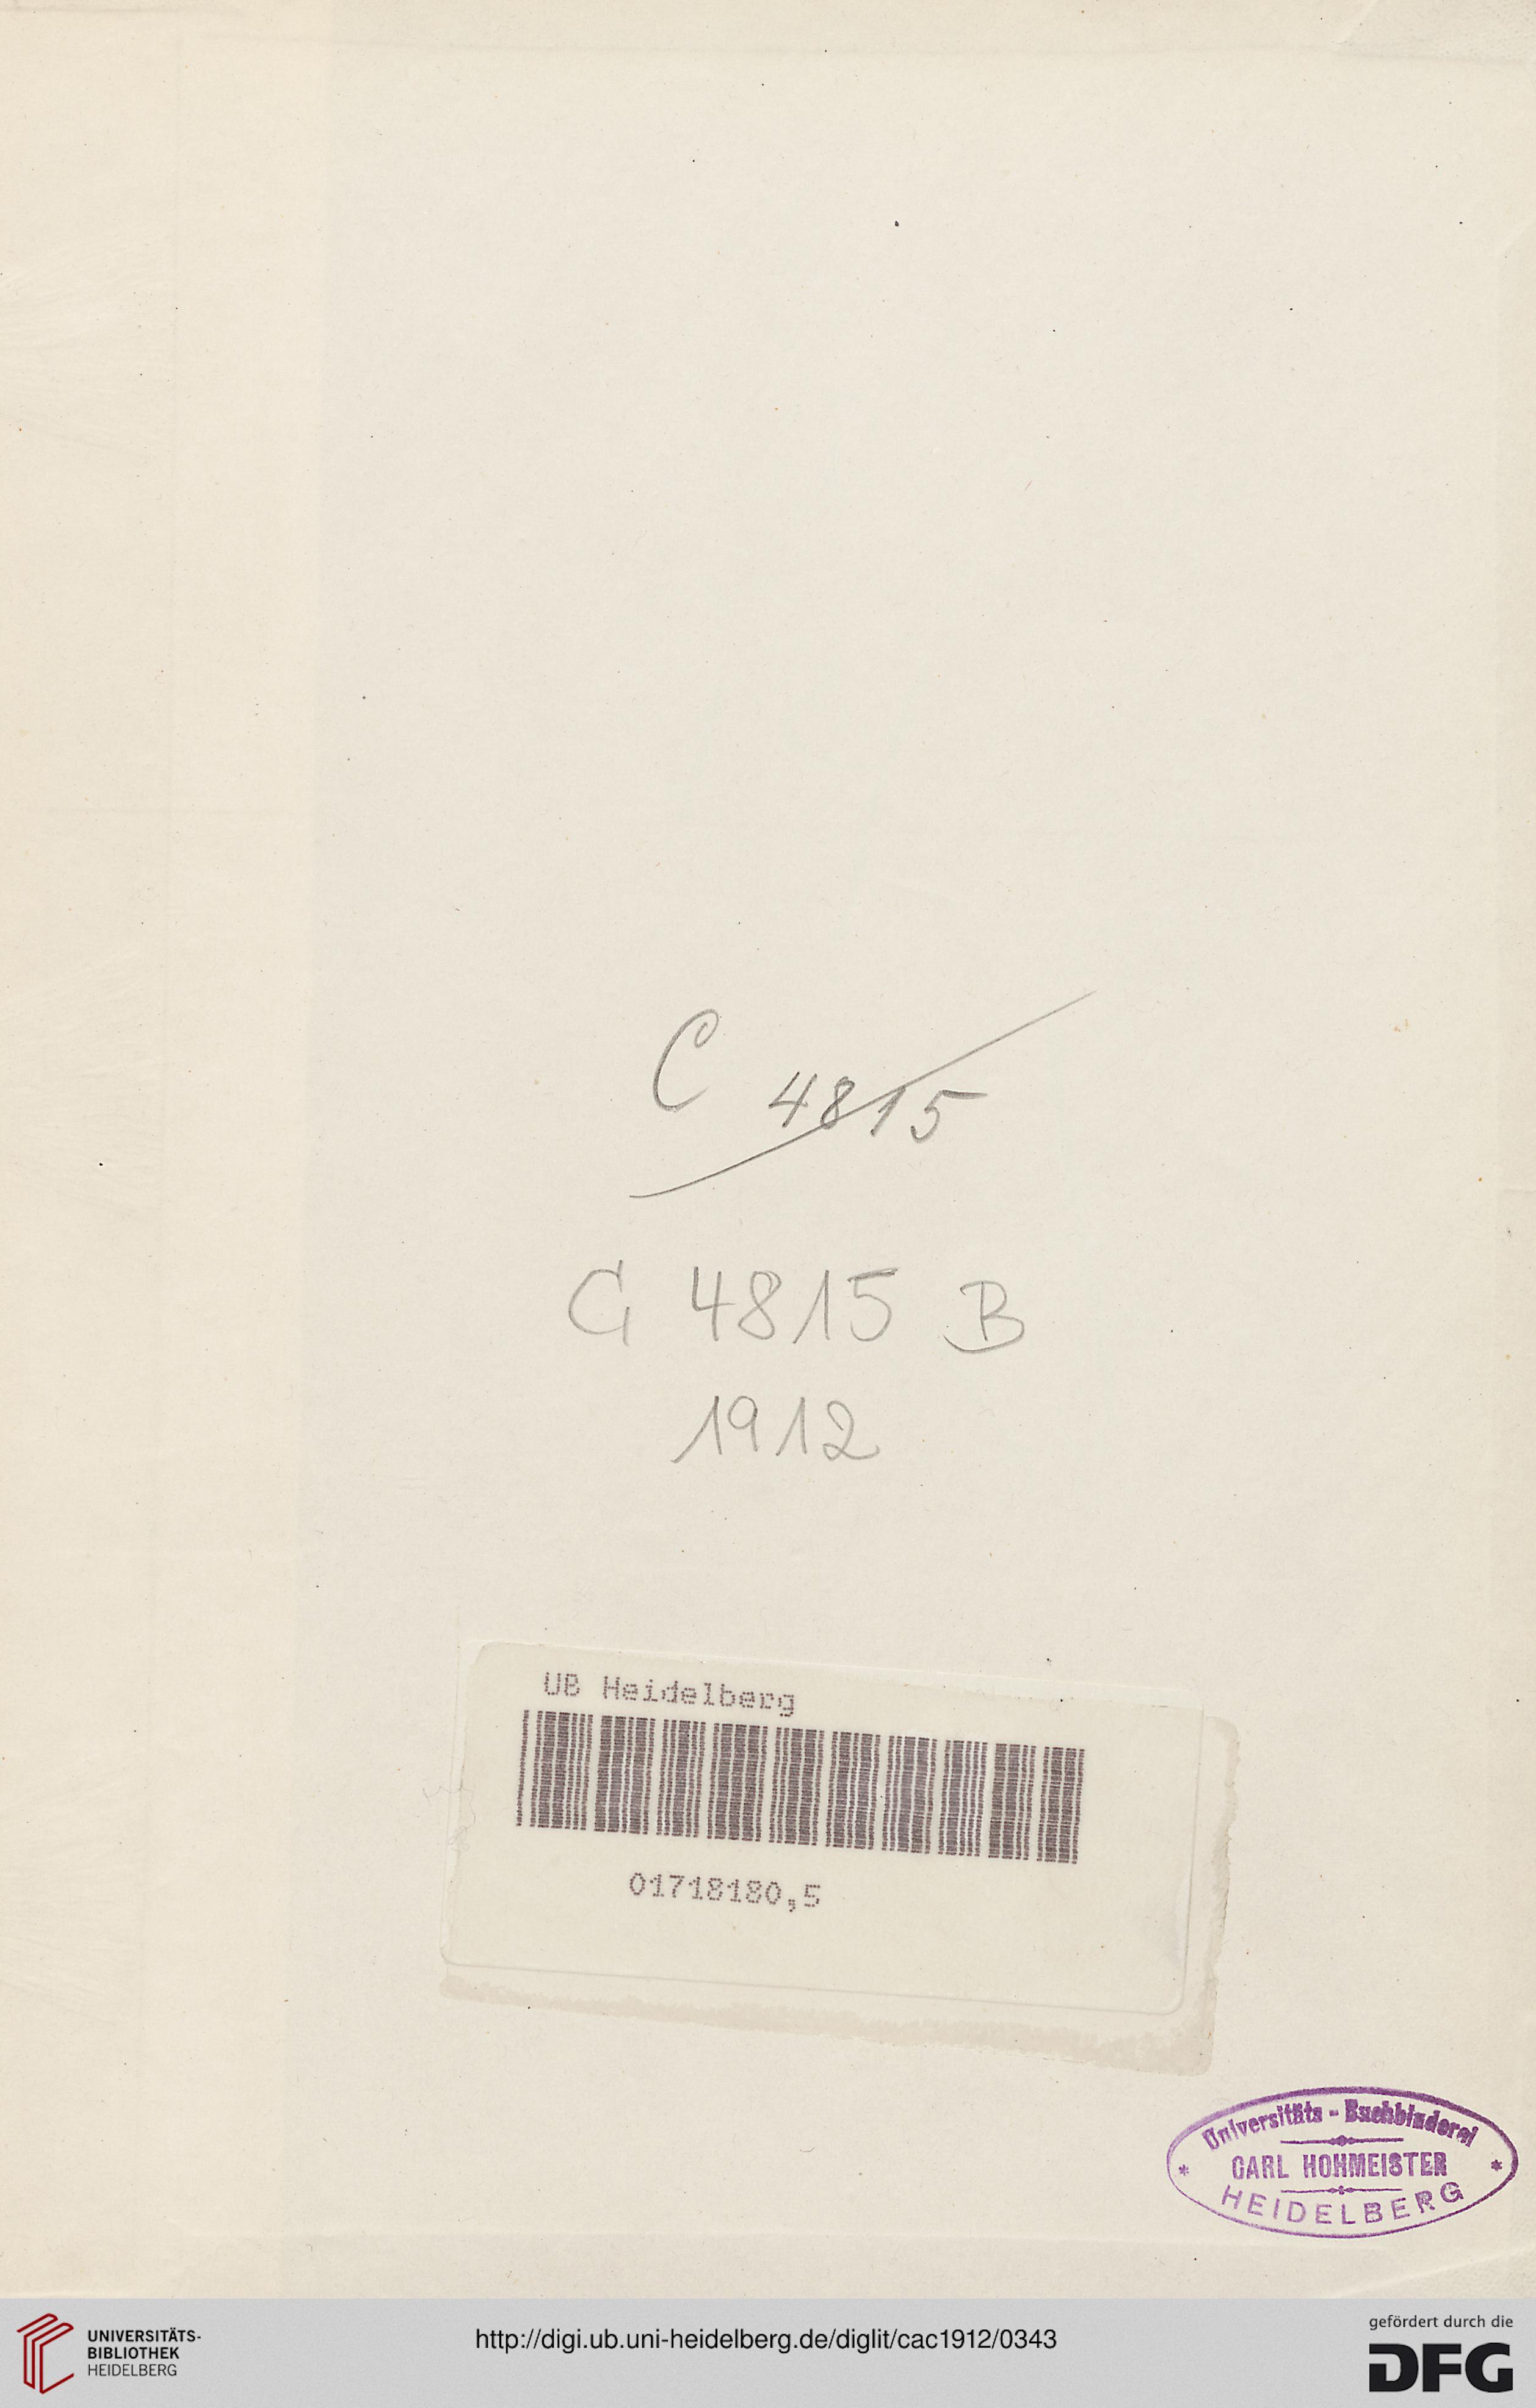 C 4815
C 4815 B
1912
UB Heidelberg
01718180,5
Universitäts - Buchbinderei
CARL HOHMEISTER
HEIDELBERG
UNIVERSITÄTS-
BIBLIOTHEK
HEIDELBERG
http://digi.ub.uni-heidelberg.de/diglit/cac1912/0343
gefördert durch die
DFG